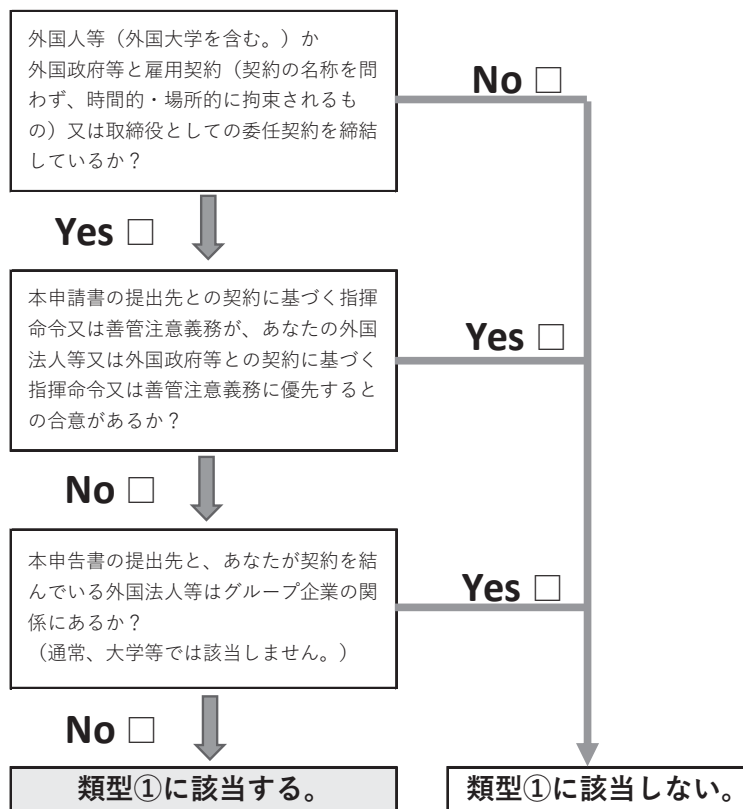 外国人等（外国大学を含む。）か
外国政府等と雇用契約（契約の名称を問
わず、時間的・場所的に拘束されるも
の）又は取締役としての委任契約を締結
しているか？
No □
Yes □
本申請書の提出先との契約に基づく指揮
命令又は善管注意義務が、あなたの外国
法人等又は外国政府等との契約に基づく
指揮命令又は善管注意義務に優先すると
の合意があるか？
Yes □
No □
本申告書の提出先と、あなたが契約を結
んでいる外国法人等はグループ企業の関
係にあるか？
（通常、大学等では該当しません。）
Yes □
No □
類型①に該当する。
類型①に該当しない。